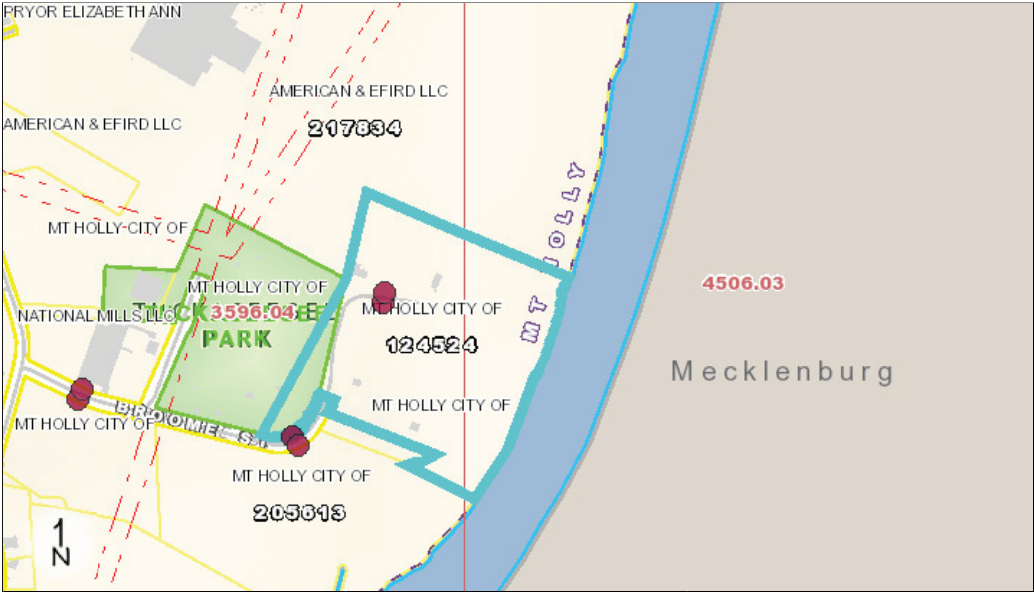 PRYOR ELIZABETH ANN
AMERICAN & EFIRD LLC
AMERICAN & EFIRD LLC
217834
MT HOLLY
MT HOLLY CITY OF
4506.03
MT HOLLY CITY OF
NATIONAL MILLS LLC
3596.04
MT HOLLY CITY OF
PARK
124524
Mecklenburg
MT HOLLY CITY OF
BROOME ST
MT HOLLY CITY OF
MT HOLLY CITY OF
205613
1
N